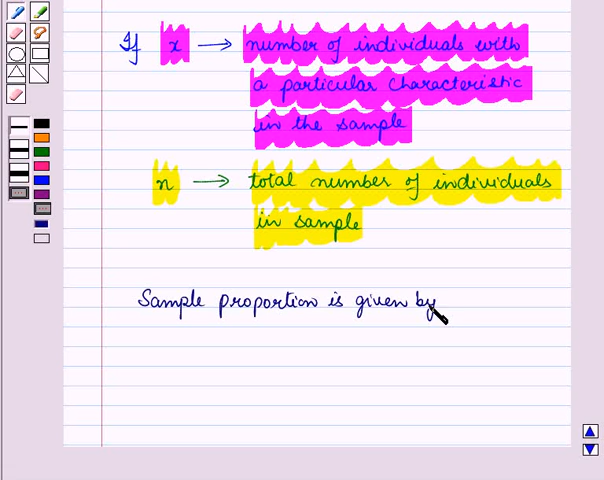 If x → number of individuals with
a particular characteristic
in the sample
n → total number of individuals
in sample
Sample proportion is given by